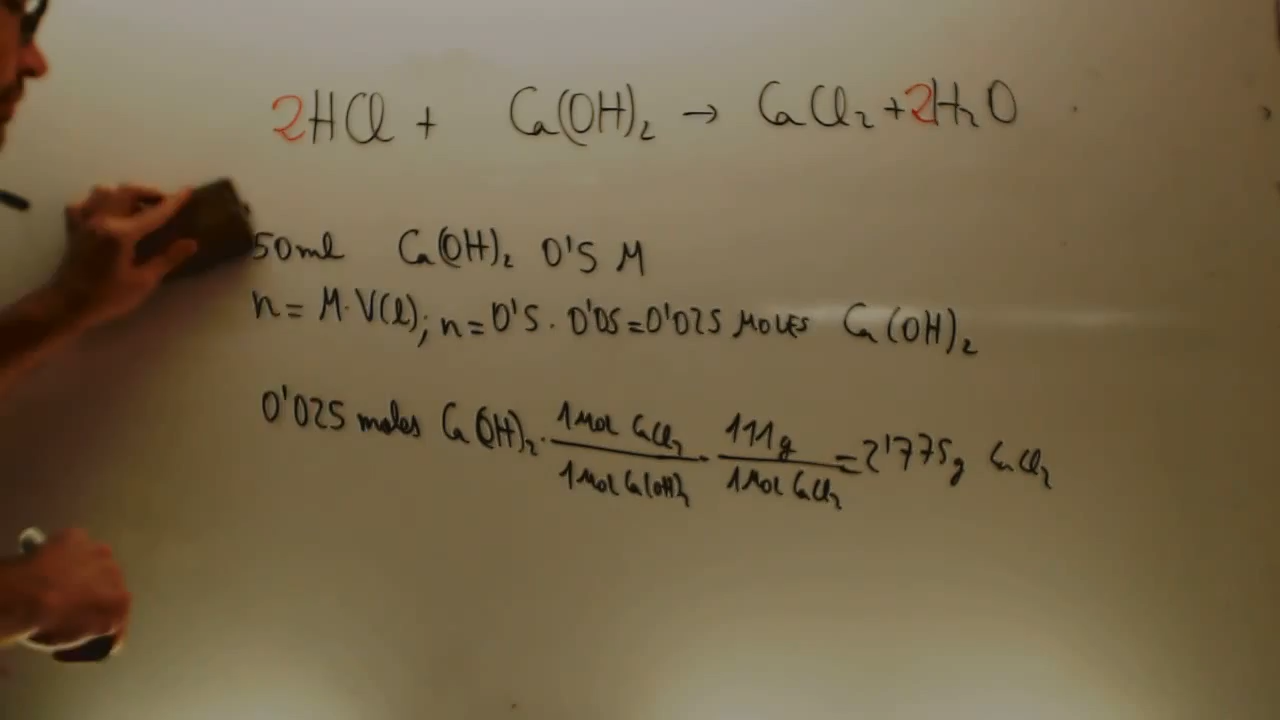 2HCl + Ca(OH)₂ → CaCl₂ + 2H₂O
50ml Ca(OH)₂ 0'5 M
n = M·V(l); n = 0'5 · 0'05 = 0'025 MOLES Ca(OH)₂
0'025 moles Ca(OH)₂ · 1 Mol CaCl₂ / 1 Mol Ca(OH)₂ · 111g / 1 Mol CaCl₂ = 2'775g CaCl₂